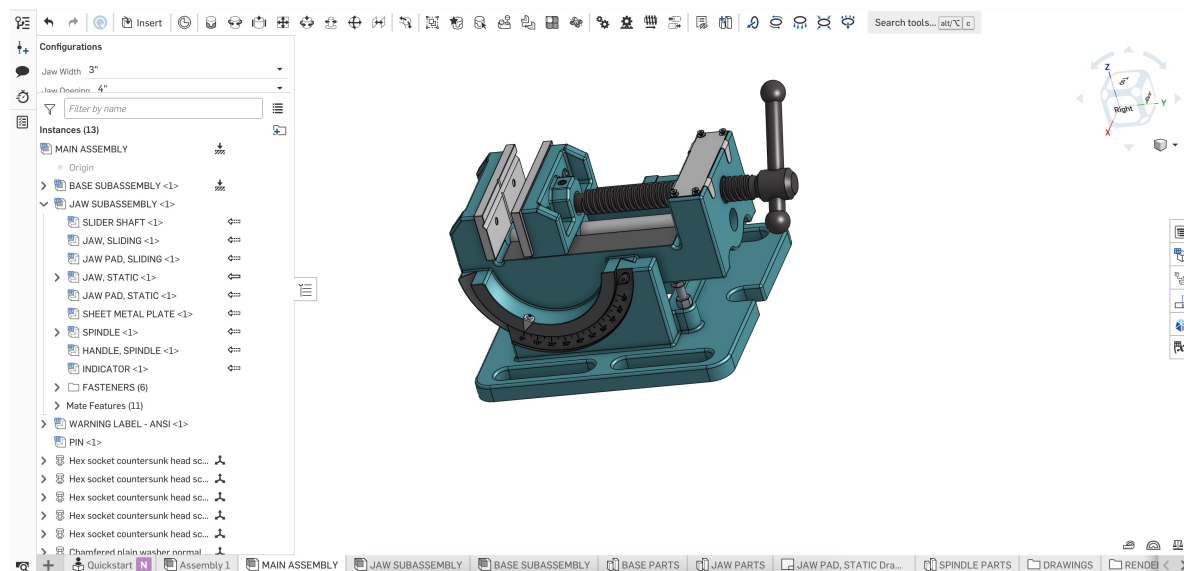 Insert
Search tools... alt/⌥ c
Configurations
Jaw Width 3"
Jaw Opening 4"
Filter by name
Instances (13)
MAIN ASSEMBLY
Origin
BASE SUBASSEMBLY <1>
JAW SUBASSEMBLY <1>
SLIDER SHAFT <1>
JAW, SLIDING <1>
JAW PAD, SLIDING <1>
JAW, STATIC <1>
JAW PAD, STATIC <1>
SHEET METAL PLATE <1>
SPINDLE <1>
HANDLE, SPINDLE <1>
INDICATOR <1>
FASTENERS (6)
Mate Features (11)
WARNING LABEL - ANSI <1>
PIN <1>
Hex socket countersunk head sc...
Hex socket countersunk head sc...
Hex socket countersunk head sc...
Hex socket countersunk head sc...
Hex socket countersunk head sc...
Chamfered plain washer normal
Z
Right
Y
X
Quickstart N
Assembly 1
MAIN ASSEMBLY
JAW SUBASSEMBLY
BASE SUBASSEMBLY
BASE PARTS
JAW PARTS
JAW PAD, STATIC Dra...
SPINDLE PARTS
DRAWINGS
RENDE